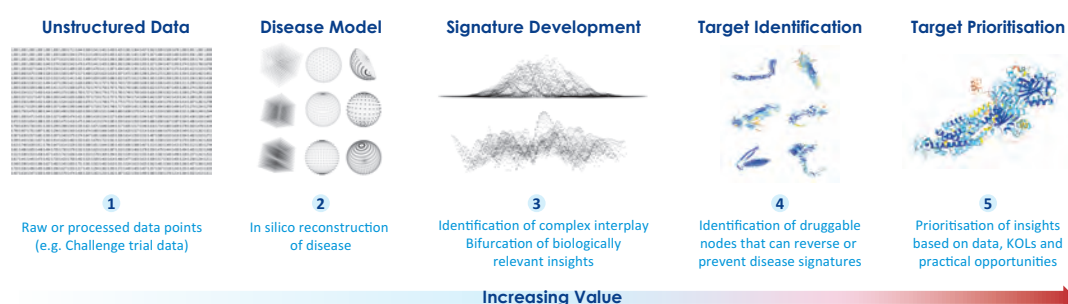 Unstructured Data
Disease Model
Signature Development
Target Identification
Target Prioritisation
1
Raw or processed data points
(e.g. Challenge trial data)
2
In silico reconstruction
of disease
3
Identification of complex interplay
Bifurcation of biologically
relevant insights
4
Identification of druggable
nodes that can reverse or
prevent disease signatures
5
Prioritisation of insights
based on data, KOLs and
practical opportunities
Increasing Value